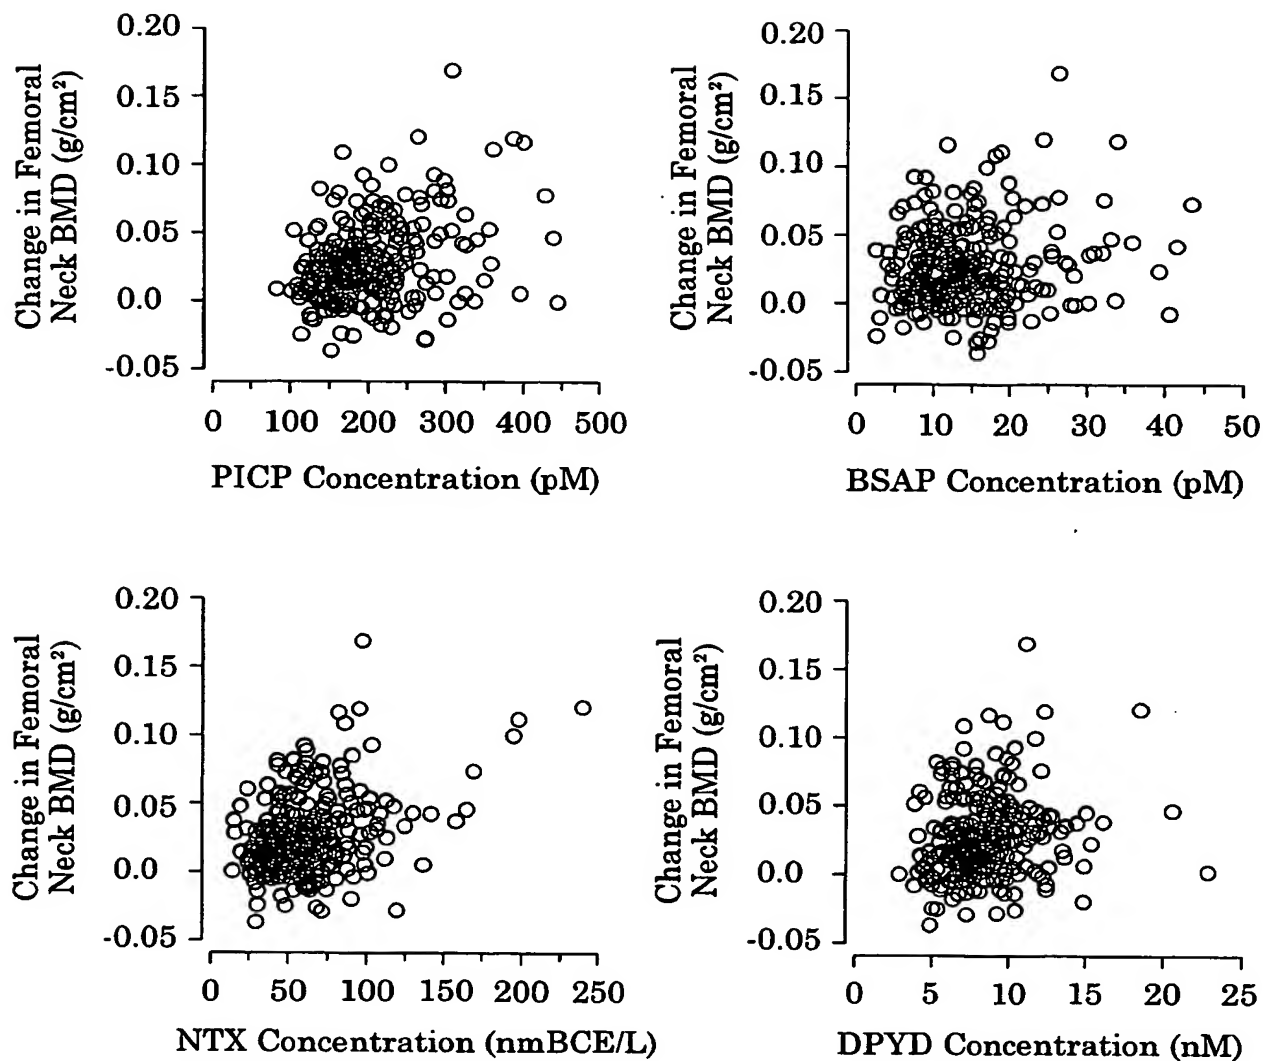 Change in Femoral
Neck BMD (g/cm²)
0.20
0.15
0.10
0.05
0.0
-0.05
0 100 200 300 400 500
PICP Concentration (pM)
Change in Femoral
Neck BMD (g/cm²)
0.20
0.15
0.10
0.05
0.0
-0.05
0 10 20 30 40 50
BSAP Concentration (pM)
Change in Femoral
Neck BMD (g/cm²)
0.20
0.15
0.10
0.05
0.0
-0.05
0 50 100 150 200 250
NTX Concentration (nmBCE/L)
Change in Femoral
Neck BMD (g/cm²)
0.20
0.15
0.10
0.05
0.0
-0.05
0 5 10 15 20 25
DPYD Concentration (nM)